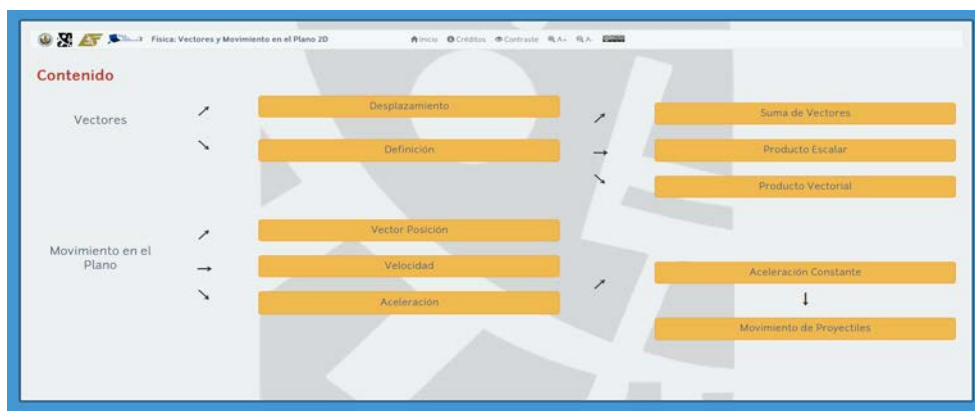 Física: Vectores y Movimiento en el Plano 2D
Inicio Créditos Contraste A+ A-
Contenido
Vectores
Desplazamiento
Definición
Suma de Vectores
Producto Escalar
Producto Vectorial
Movimiento en el
Plano
Vector Posición
Velocidad
Aceleración
Aceleración Constante
Movimiento de Proyectiles